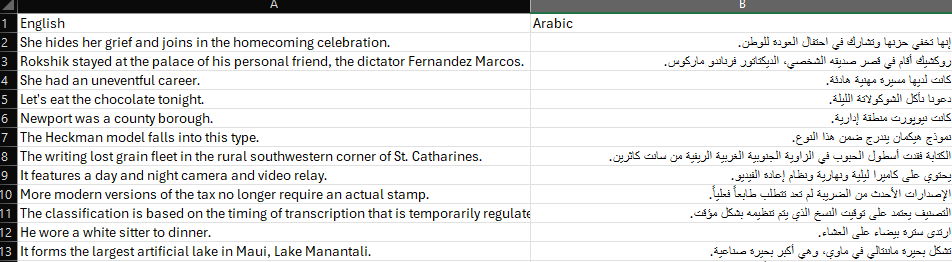 A B
1 English Arabic
2 She hides her grief and joins in the homecoming celebration. إنها تخفي حزنها وتشارك في احتفال العودة للوطن.
3 Rokshik stayed at the palace of his personal friend, the dictator Fernandez Marcos. روكشيك أقام في قصر صديقه الشخصي، الديكتاتور فرناندو ماركوس.
4 She had an uneventful career. كانت لديها مسيرة مهنية هادئة.
5 Let's eat the chocolate tonight. دعونا نأكل الشوكولاتة الليلة.
6 Newport was a county borough. كانت نيوبورت منطقة إدارية.
7 The Heckman model falls into this type. نموذج هيكمان يندرج ضمن هذا النوع.
8 The writing lost grain fleet in the rural southwestern corner of St. Catharines. الكتابة فقدت أسطول الحبوب في الزاوية الجنوبية الغربية الريفية من سانت كاثرين.
9 It features a day and night camera and video relay. يحتوي على كاميرا ليلية ونهارية ونظام إعادة الفيديو.
10 More modern versions of the tax no longer require an actual stamp. الإصدارات الأحدث من الضريبة لم تعد تتطلب طابعاً فعلياً.
11 The classification is based on the timing of transcription that is temporarily regulate التصنيف يعتمد على توقيت النسخ الذي يتم تنظيمه بشكل مؤقت.
12 He wore a white sitter to dinner. ارتدى سترة بيضاء على العشاء.
13 It forms the largest artificial lake in Maui, Lake Manantali. تشكل بحيرة مانانتالي في ماوي، وهي أكبر بحيرة صناعية.